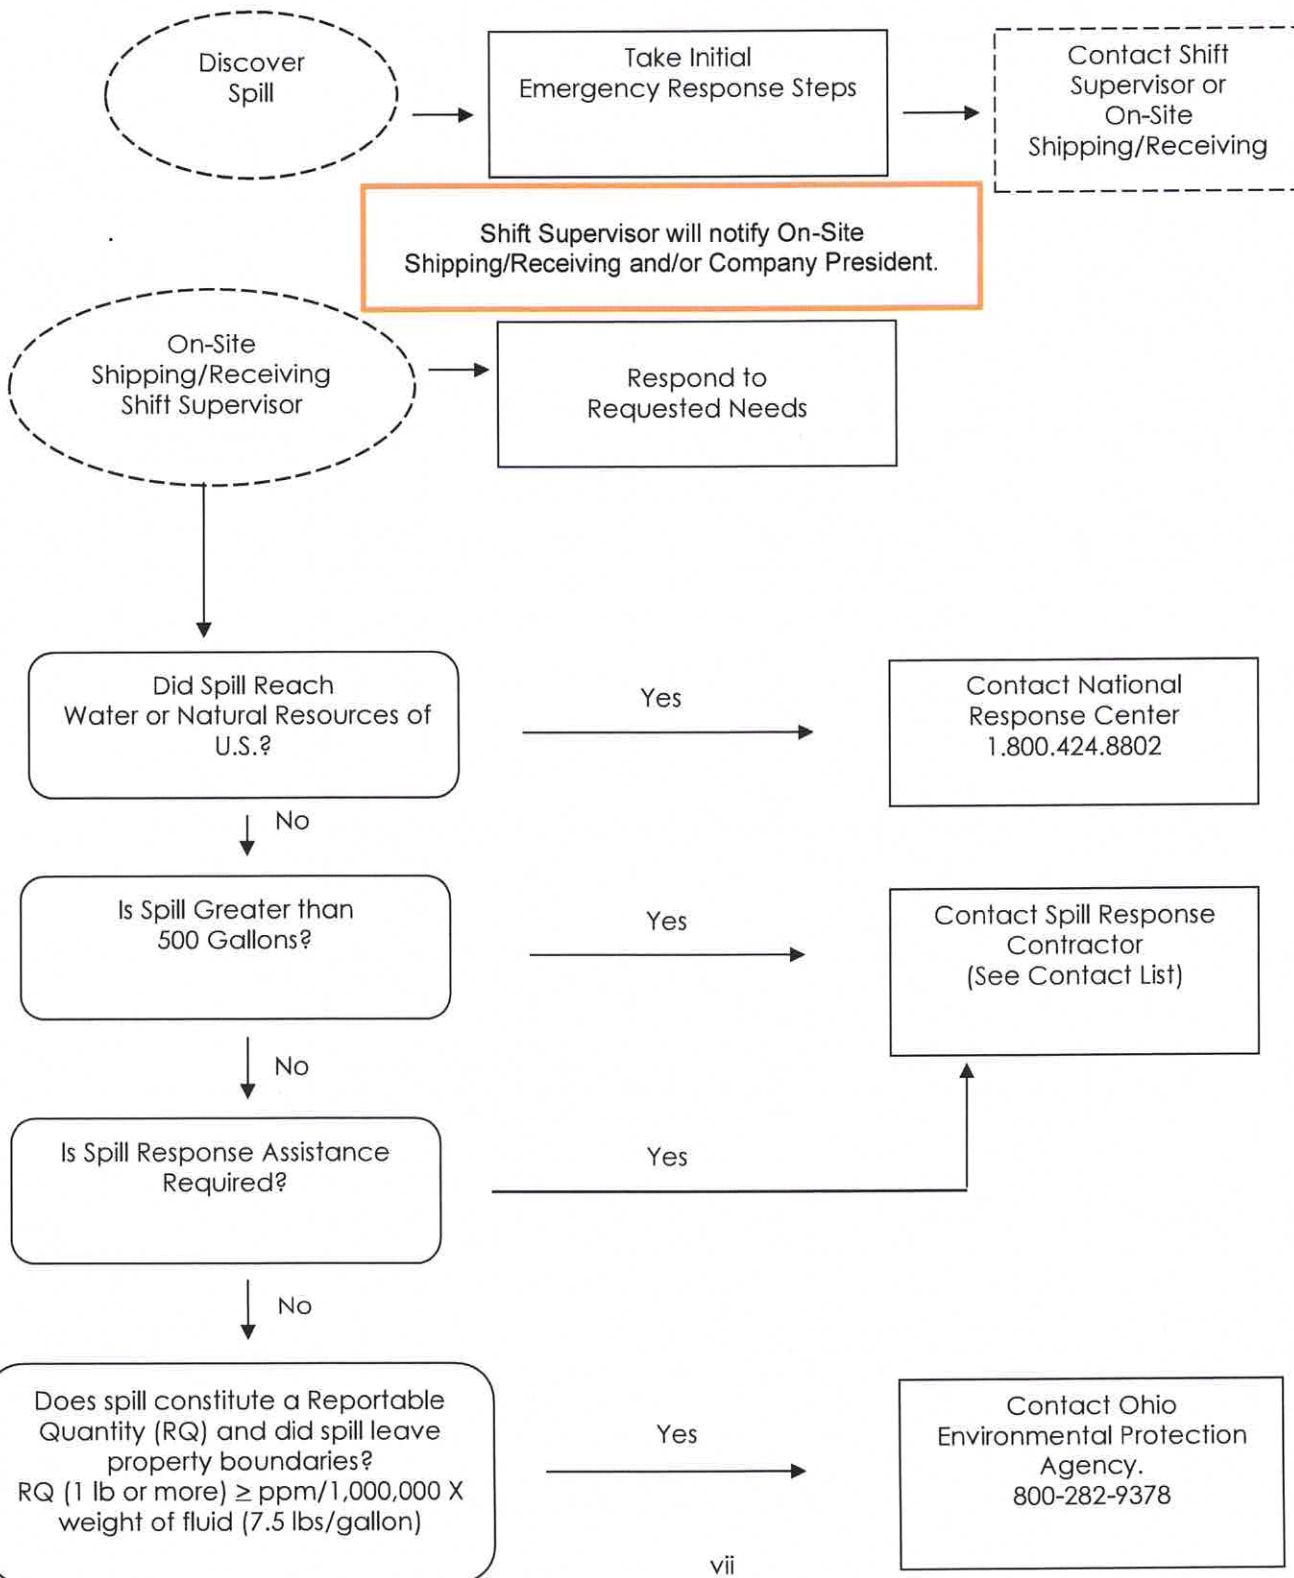 Discover
Spill
Take Initial
Emergency Response Steps
Contact Shift
Supervisor or
On-Site
Shipping/Receiving
Shift Supervisor will notify On-Site
Shipping/Receiving and/or Company President.
On-Site
Shipping/Receiving
Shift Supervisor
Respond to
Requested Needs
Did Spill Reach
Water or Natural Resources of
U.S.?
Yes
Contact National
Response Center
1.800.424.8802
No
Is Spill Greater than
500 Gallons?
Yes
Contact Spill Response
Contractor
(See Contact List)
No
Is Spill Response Assistance
Required?
Yes
No
Does spill constitute a Reportable
Quantity (RQ) and did spill leave
property boundaries?
RQ (1 lb or more) ≥ ppm/1,000,000 X
weight of fluid (7.5 lbs/gallon)
Yes
Contact Ohio
Environmental Protection
Agency.
800-282-9378
vii